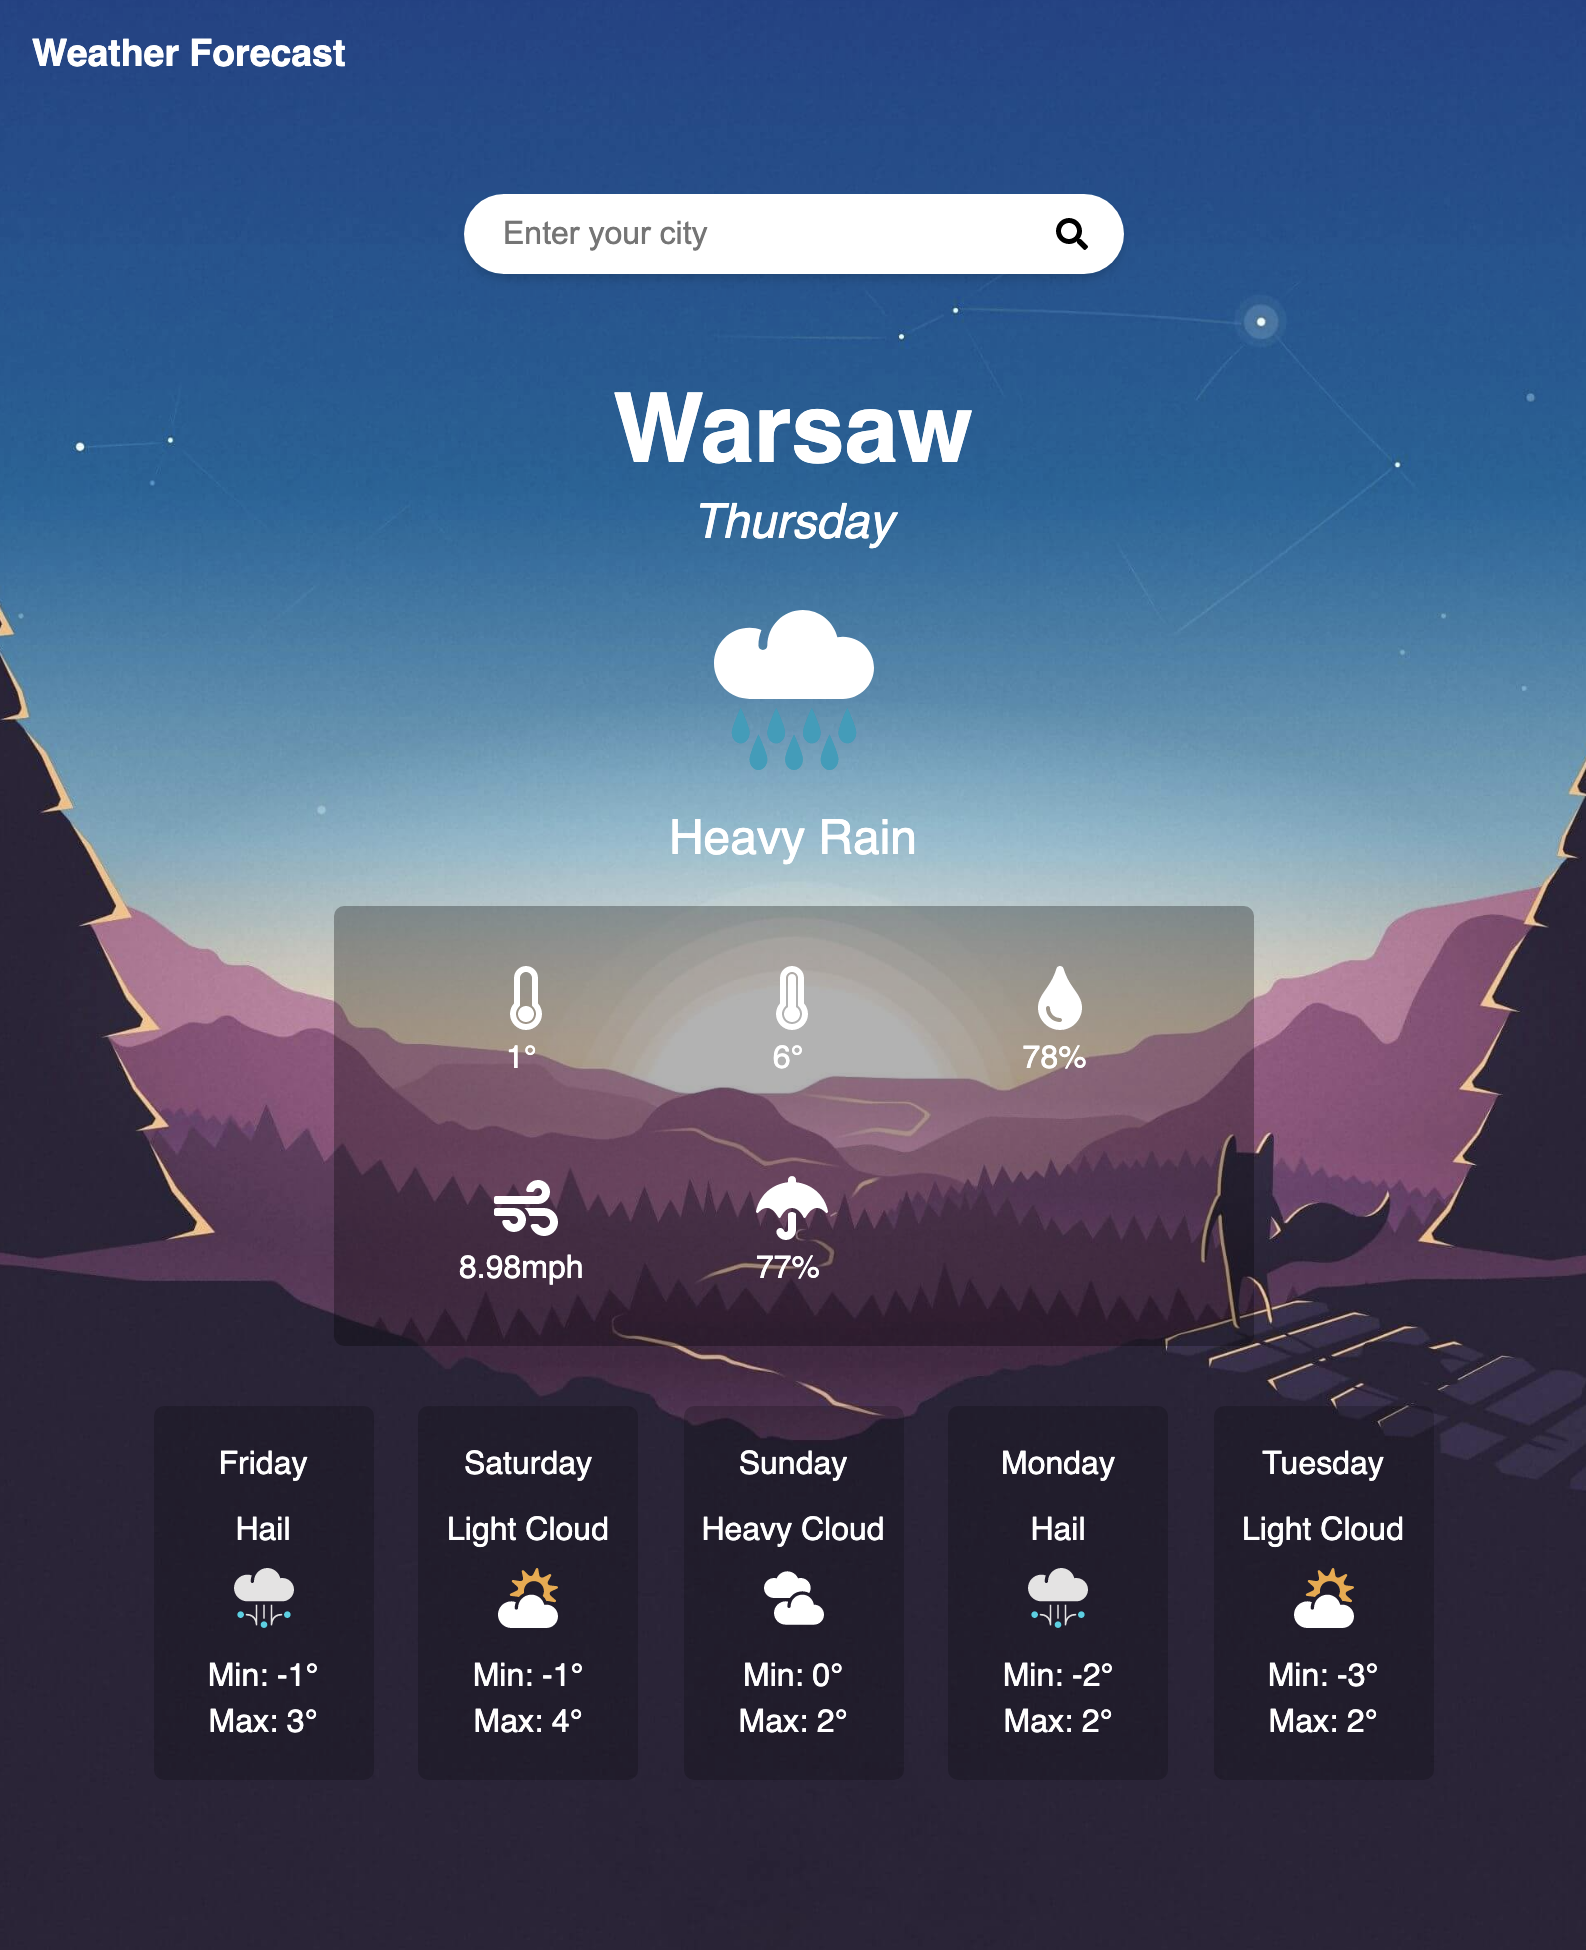 Weather Forecast
Enter your city
Warsaw
Thursday
Heavy Rain
1°
6°
78%
8.98mph
77%
Friday
Hail
Min: -1°
Max: 3°
Saturday
Light Cloud
Min: -1°
Max: 4°
Sunday
Heavy Cloud
Min: 0°
Max: 2°
Monday
Hail
Min: -2°
Max: 2°
Tuesday
Light Cloud
Min: -3°
Max: 2°